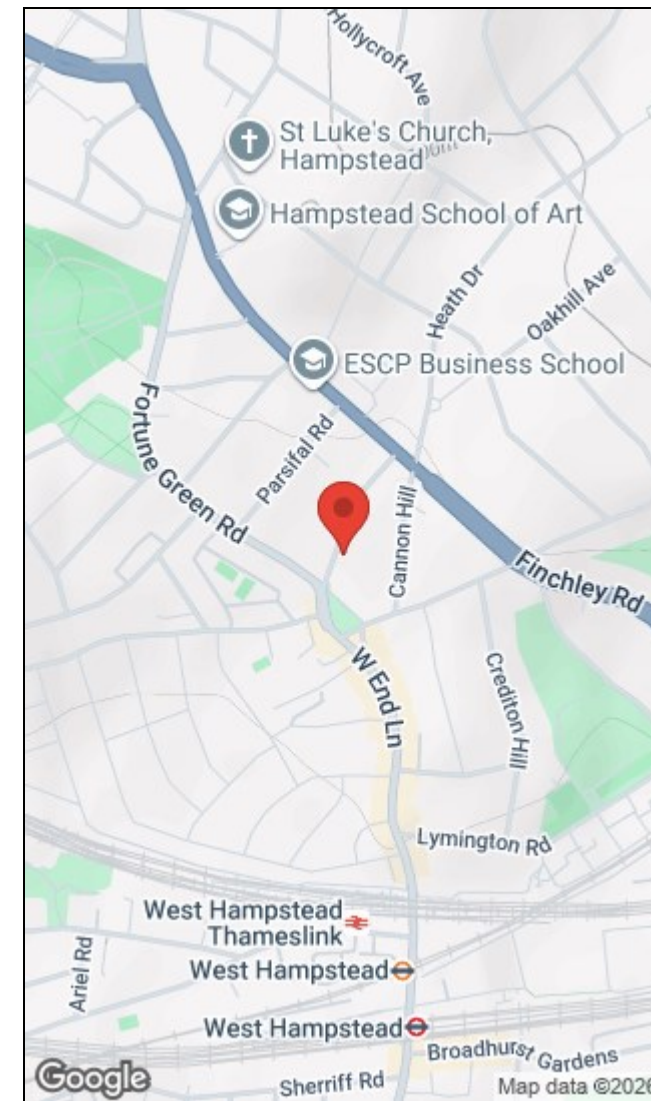 Hollycroft Ave
St Luke's Church,
Hampstead
Hampstead School of Art
Heath Dr
Oakhill Ave
ESCP Business School
Fortune Green Rd
Parsifal Rd
Cannon Hill
Finchley Rd
W End Ln
Crediton Hill
Lymington Rd
West Hampstead
Thameslink
West Hampstead
Ariel Rd
West Hampstead
Broadhurst Gardens
Sherriff Rd
Google
Map data ©2026